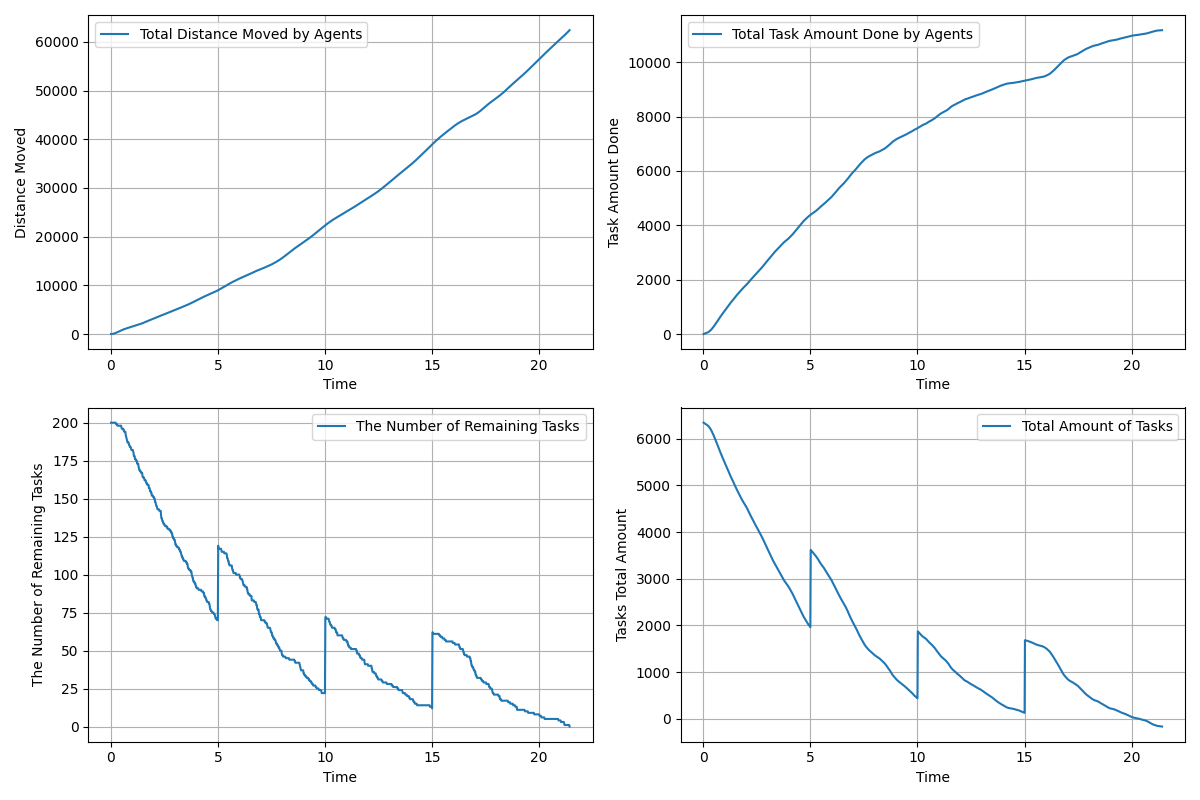 Total Distance Moved by Agents
Distance Moved
60000
50000
40000
30000
20000
10000
0
0 5 10 15 20
Time
Total Task Amount Done by Agents
Task Amount Done
10000
8000
6000
4000
2000
0
0 5 10 15 20
Time
The Number of Remaining Tasks
The Number of Remaining Tasks
200
175
150
125
100
75
50
25
0
0 5 10 15 20
Time
Total Amount of Tasks
Tasks Total Amount
6000
5000
4000
3000
2000
1000
0
0 5 10 15 20
Time